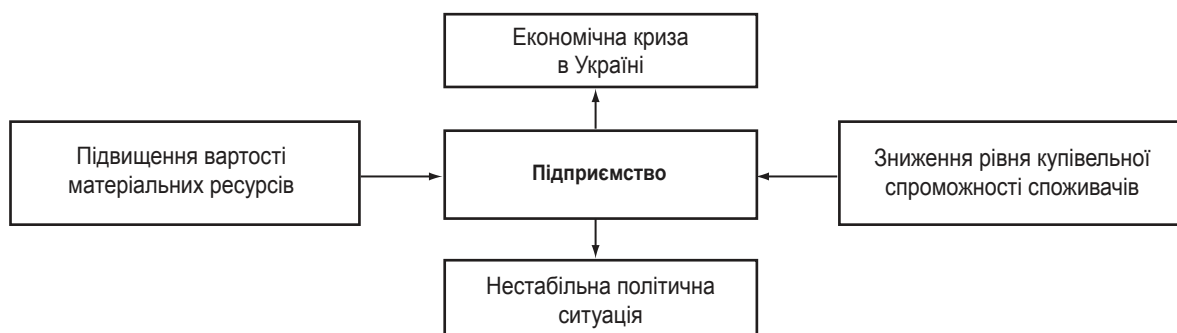 Економічна криза
в Україні
Підвищення вартості
матеріальних ресурсів
Підприємство
Зниження рівня купівельної
спроможності споживачів
Нестабільна політична
ситуація